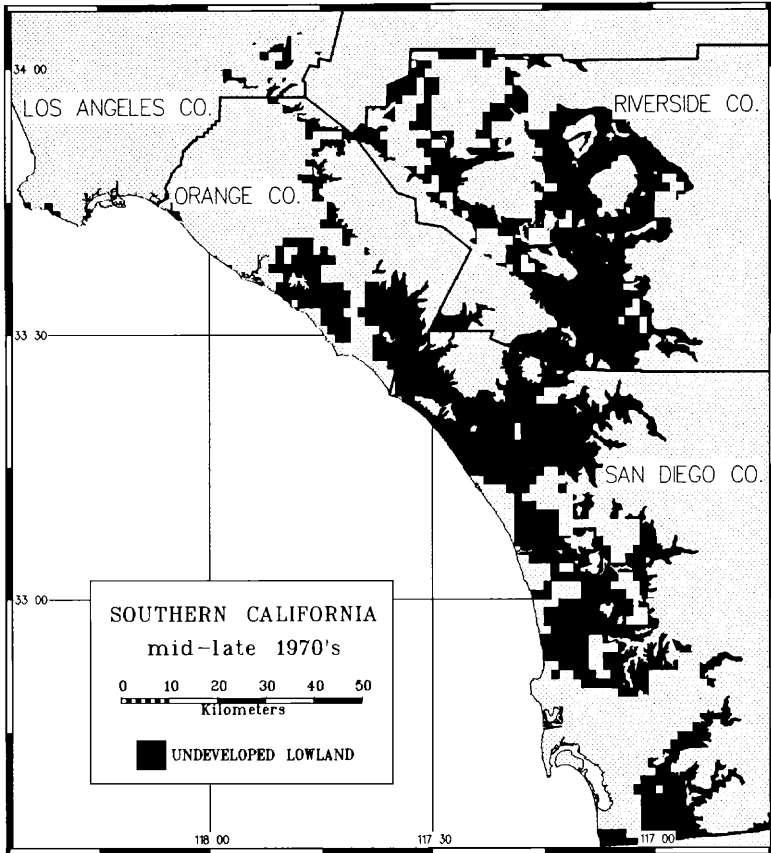 34 00
LOS ANGELES CO.
RIVERSIDE CO.
ORANGE CO.
33 30
SAN DIEGO CO.
33 00
SOUTHERN CALIFORNIA
mid-late 1970's
0 10 20 30 40 50
Kilometers
UNDEVELOPED LOWLAND
118 00 117 30 117 00